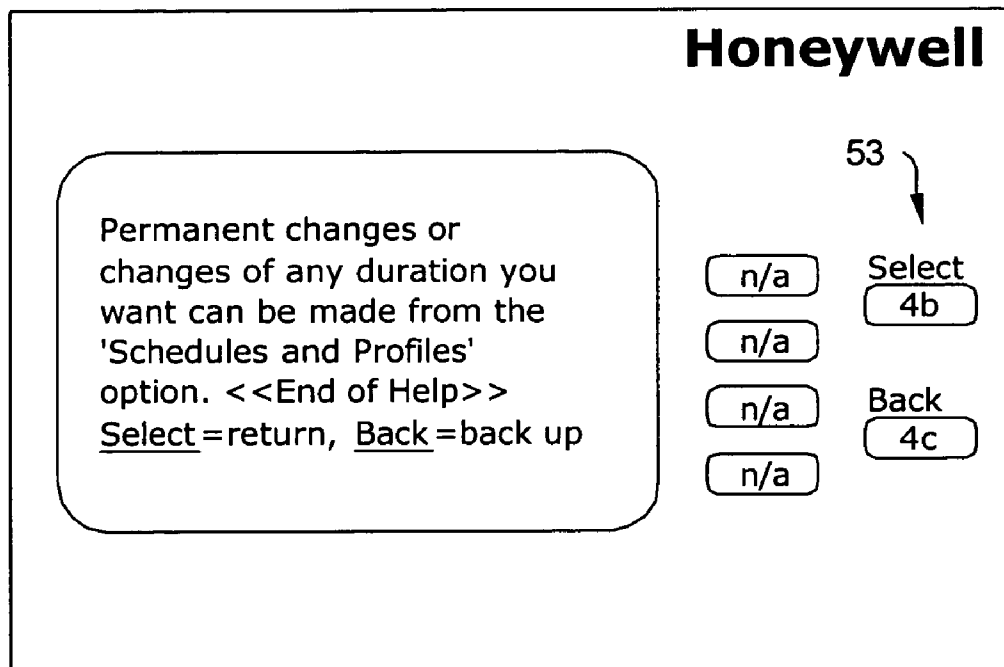 Honeywell
53
Permanent changes or
changes of any duration you
want can be made from the
'Schedules and Profiles'
option. <<End of Help>>
Select=return, Back=back up
n/a
n/a
n/a
n/a
Select
4b
Back
4c